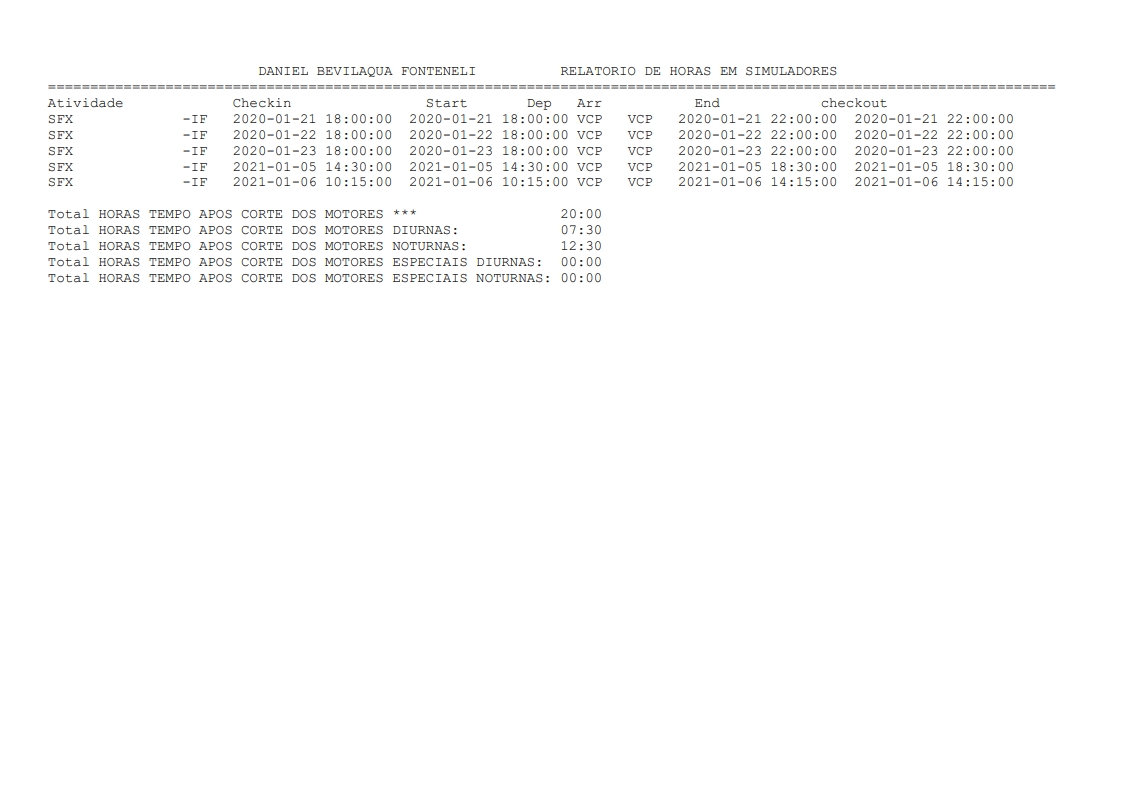 DANIEL BEVILAQUA FONTENELI          RELATORIO DE HORAS EM SIMULADORES
========================================================================================================================
Atividade             Checkin                Start       Dep   Arr           End            checkout
SFX             -IF   2020-01-21 18:00:00  2020-01-21 18:00:00 VCP   VCP   2020-01-21 22:00:00  2020-01-21 22:00:00
SFX             -IF   2020-01-22 18:00:00  2020-01-22 18:00:00 VCP   VCP   2020-01-22 22:00:00  2020-01-22 22:00:00
SFX             -IF   2020-01-23 18:00:00  2020-01-23 18:00:00 VCP   VCP   2020-01-23 22:00:00  2020-01-23 22:00:00
SFX             -IF   2021-01-05 14:30:00  2021-01-05 14:30:00 VCP   VCP   2021-01-05 18:30:00  2021-01-05 18:30:00
SFX             -IF   2021-01-06 10:15:00  2021-01-06 10:15:00 VCP   VCP   2021-01-06 14:15:00  2021-01-06 14:15:00
Total HORAS TEMPO APOS CORTE DOS MOTORES ***                 20:00
Total HORAS TEMPO APOS CORTE DOS MOTORES DIURNAS:            07:30
Total HORAS TEMPO APOS CORTE DOS MOTORES NOTURNAS:           12:30
Total HORAS TEMPO APOS CORTE DOS MOTORES ESPECIAIS DIURNAS:  00:00
Total HORAS TEMPO APOS CORTE DOS MOTORES ESPECIAIS NOTURNAS: 00:00